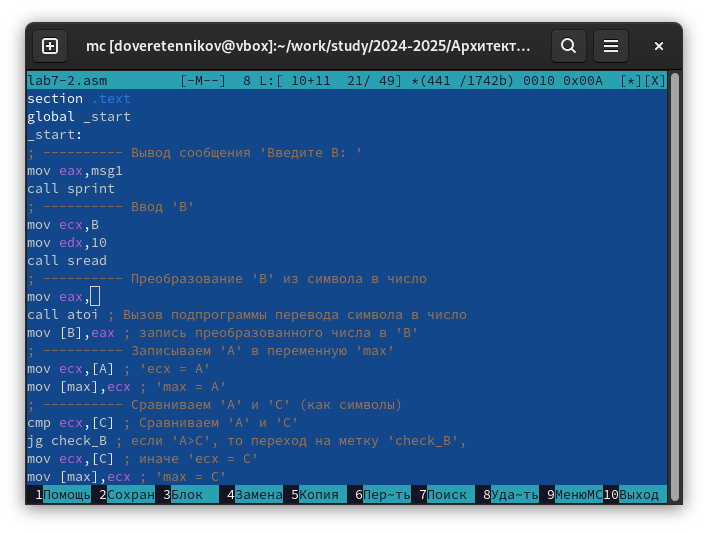 mc [doveretennikov@vbox]:~/work/study/2024-2025/Архитект...
lab7-2.asm [-M--] 8 L:[ 10+11 21/ 49] *(441 /1742b) 0010 0x00A [*][X]
section .text
global _start
_start:
; ---------- Вывод сообщения 'Введите B: '
mov eax,msg1
call sprint
; ---------- Ввод 'B'
mov ecx,B
mov edx,10
call sread
; ---------- Преобразование 'B' из символа в число
mov eax,
call atoi ; Вызов подпрограммы перевода символа в число
mov [B],eax ; запись преобразованного числа в 'B'
; ---------- Записываем 'A' в переменную 'max'
mov ecx,[A] ; 'ecx = A'
mov [max],ecx ; 'max = A'
; ---------- Сравниваем 'A' и 'С' (как символы)
cmp ecx,[C] ; Сравниваем 'A' и 'С'
jg check_B ; если 'A>C', то переход на метку 'check_B',
mov ecx,[C] ; иначе 'ecx = C'
mov [max],ecx ; 'max = C'
1Помощь 2Сохран 3Блок 4Замена 5Копия 6Пер~ть 7Поиск 8Уда~ть 9МенюMC 10Выход